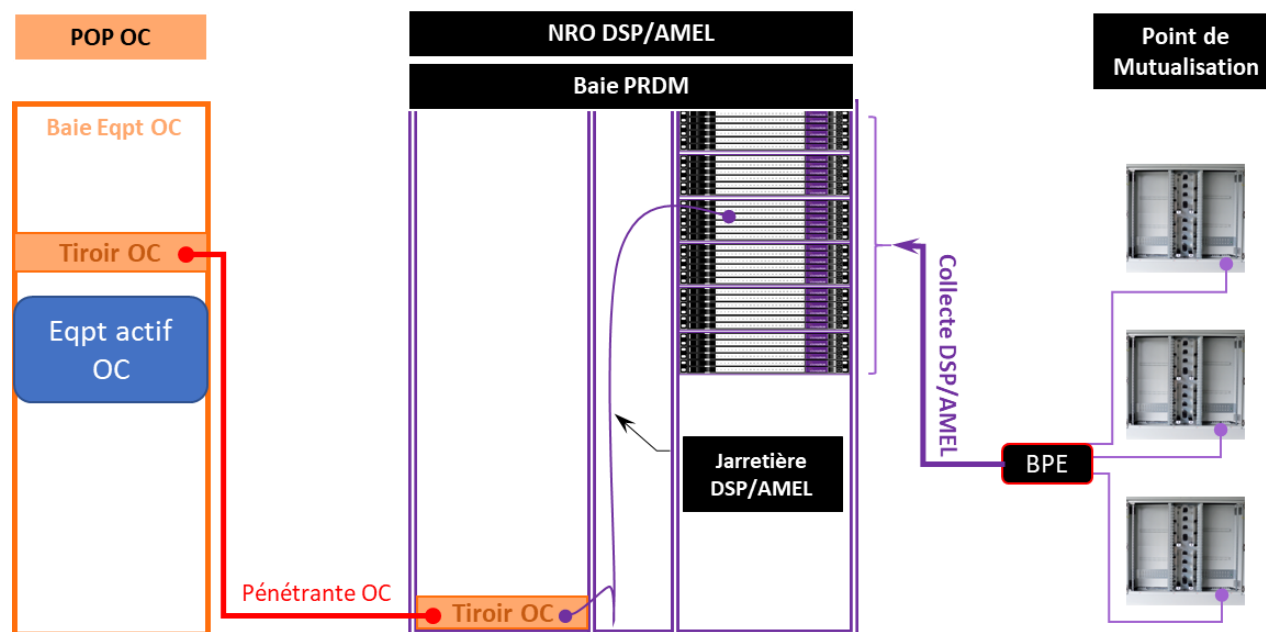 POP OC
NRO DSP/AMEL
Point de
Mutualisation
Baie PRDM
Baie Eqpt OC
Tiroir OC
Eqpt actif
OC
Collecte DSP/AMEL
Jarretière
DSP/AMEL
BPE
Pénétrante OC
Tiroir OC